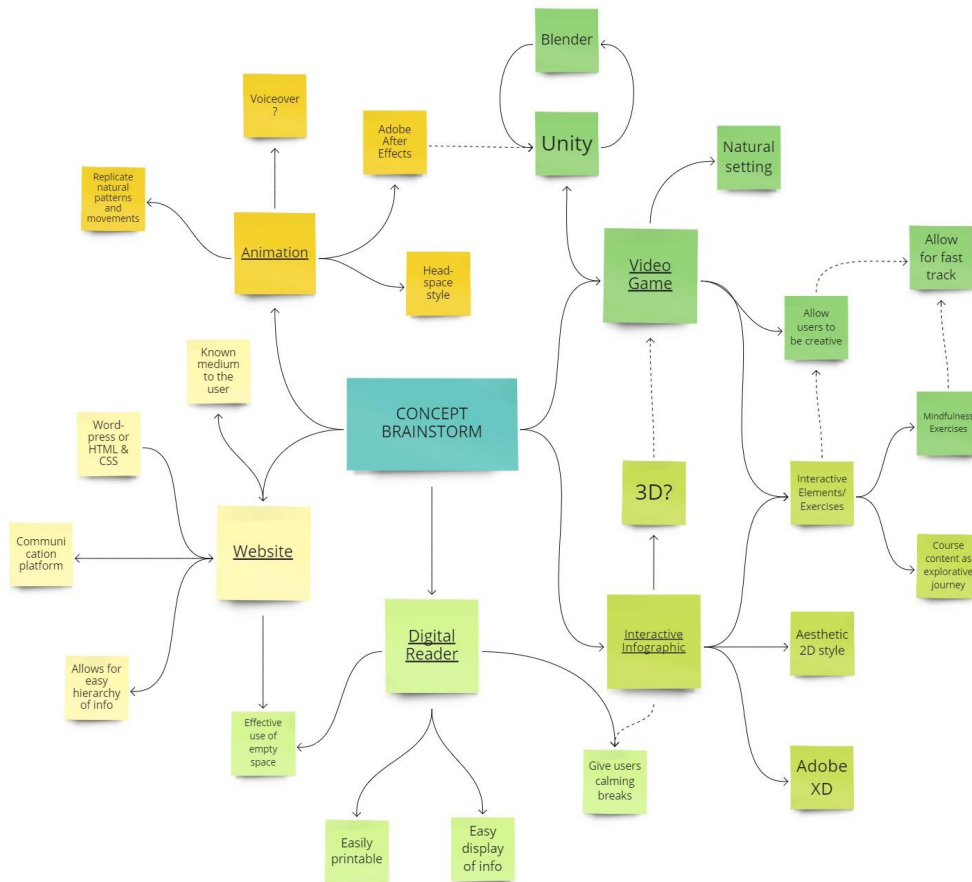 Blender
Voiceover
?
Adobe
After
Effects
Unity
Natural
setting
Replicate
natural
patterns
and
movements
Animation
Head-
space
style
Video
Game
Allow
for fast
track
Allow
users to
be creative
Known
medium
to the
user
CONCEPT
BRAINSTORM
Mindfulness
Exercises
Word-
press or
HTML &
CSS
3D?
Interactive
Elements/
Exercises
Communi
cation
platform
Website
Course
content as
explorative
journey
Digital
Reader
Interactive
Infographic
Aesthetic
2D style
Allows for
easy
hierarchy
of info
Effective
use of
empty
space
Give users
calming
breaks
Adobe
XD
Easily
printable
Easy
display
of info